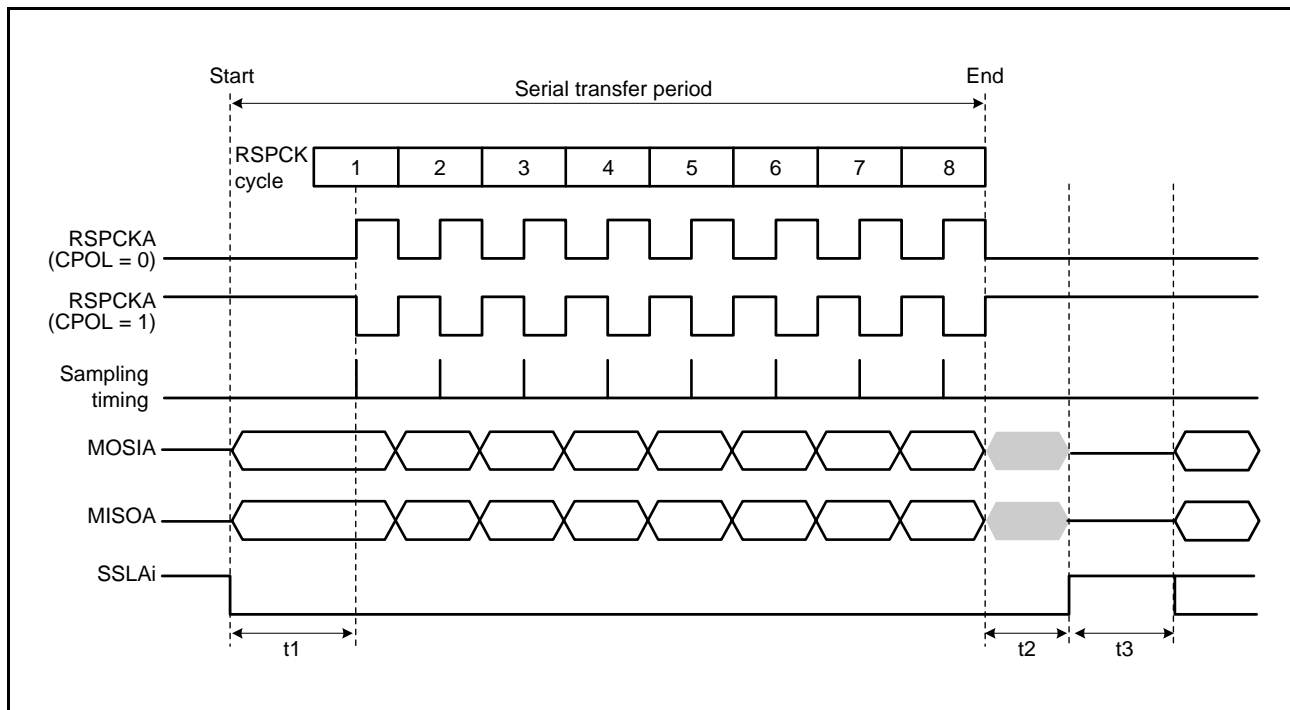 Start
End
Serial transfer period
RSPCK
cycle
1 2 3 4 5 6 7 8
RSPCKA
(CPOL = 0)
RSPCKA
(CPOL = 1)
Sampling
timing
MOSIA
MISOA
SSLAi
t1
t2
t3